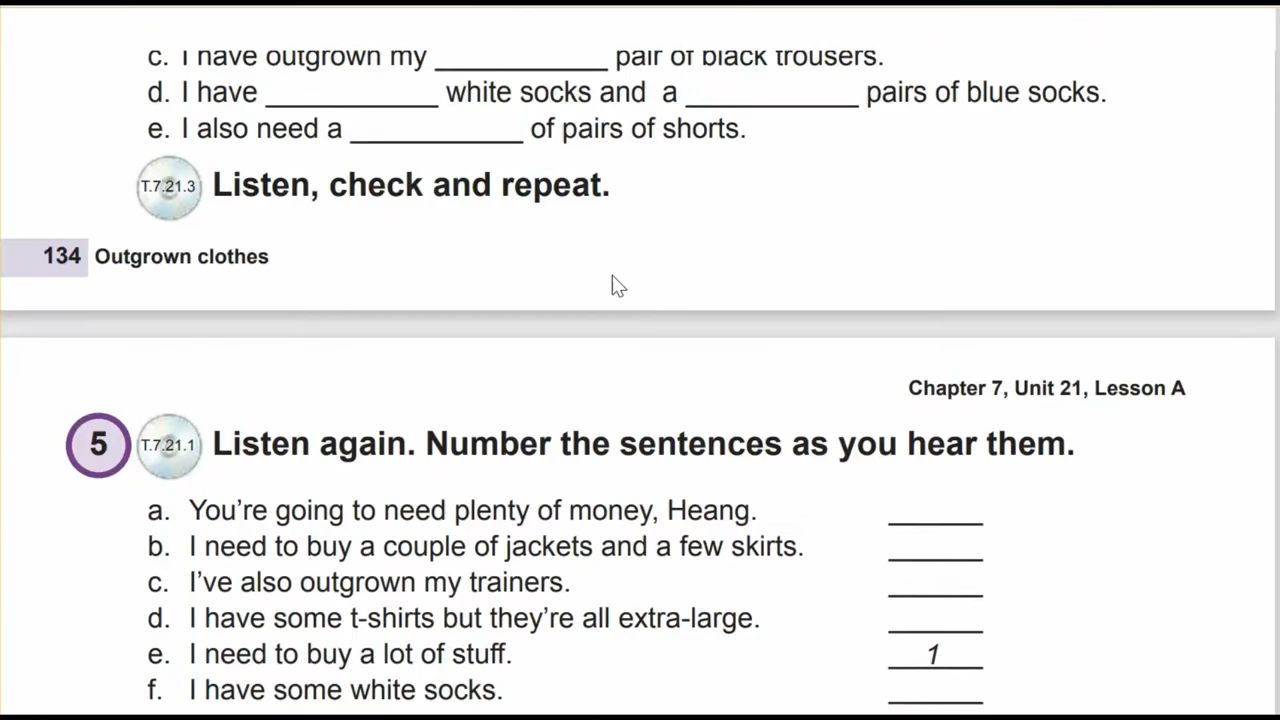 c. I have outgrown my ____________ pair of black trousers.
d. I have ____________ white socks and a ____________ pairs of blue socks.
e. I also need a ____________ of pairs of shorts.
T.7.21.3 Listen, check and repeat.
134 Outgrown clothes
Chapter 7, Unit 21, Lesson A
5 T.7.21.1 Listen again. Number the sentences as you hear them.
a. You’re going to need plenty of money, Heang. ______
b. I need to buy a couple of jackets and a few skirts. ______
c. I’ve also outgrown my trainers. ______
d. I have some t-shirts but they’re all extra-large. ______
e. I need to buy a lot of stuff. 1
f. I have some white socks. ______